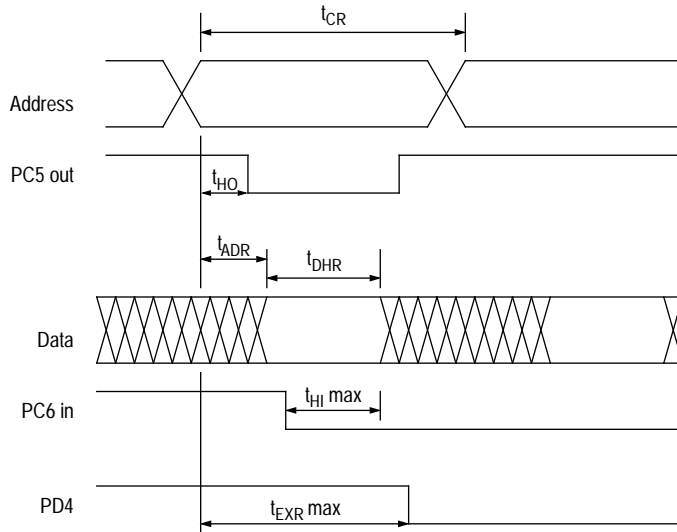 tCR
Address
PC5 out
tHO
tADR
tDHR
Data
tHI max
PC6 in
PD4
tEXR max